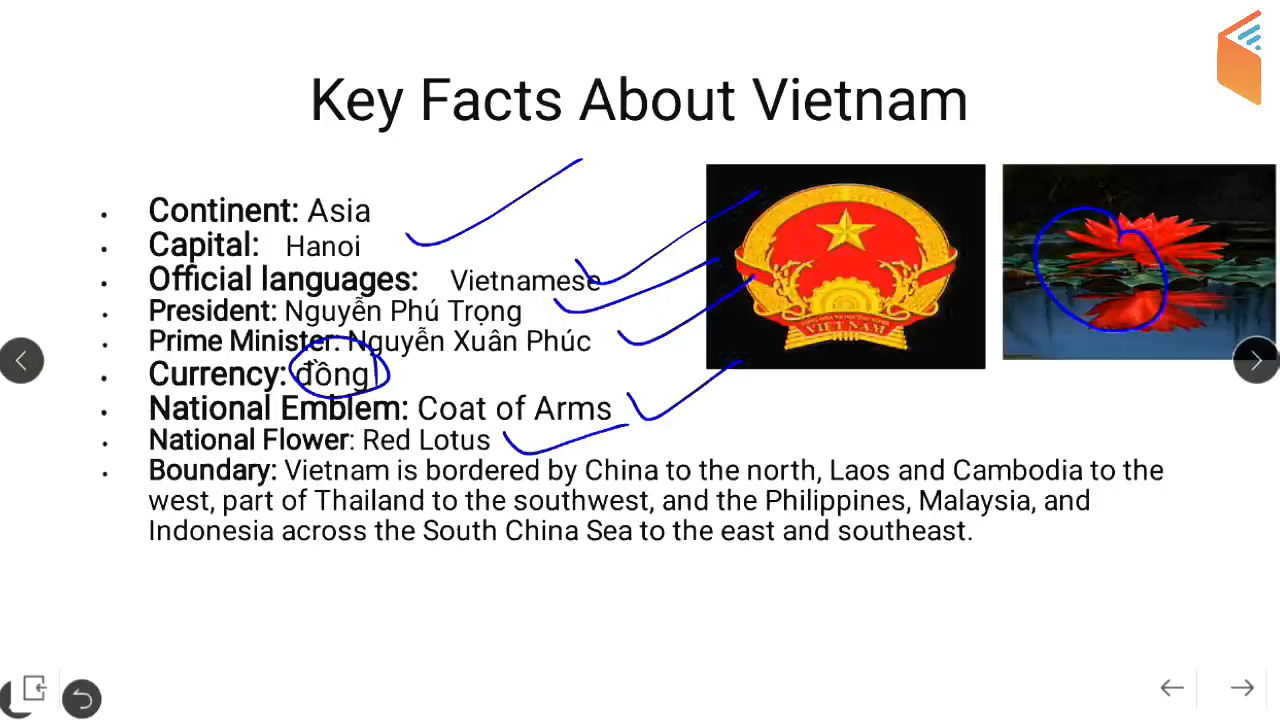 Key Facts About Vietnam
Continent: Asia
Capital: Hanoi
Official languages: Vietnamese
President: Nguyễn Phú Trọng
Prime Minister: Nguyễn Xuân Phúc
Currency: đồng
National Emblem: Coat of Arms
National Flower: Red Lotus
Boundary: Vietnam is bordered by China to the north, Laos and Cambodia to the
west, part of Thailand to the southwest, and the Philippines, Malaysia, and
Indonesia across the South China Sea to the east and southeast.
VIET NAM